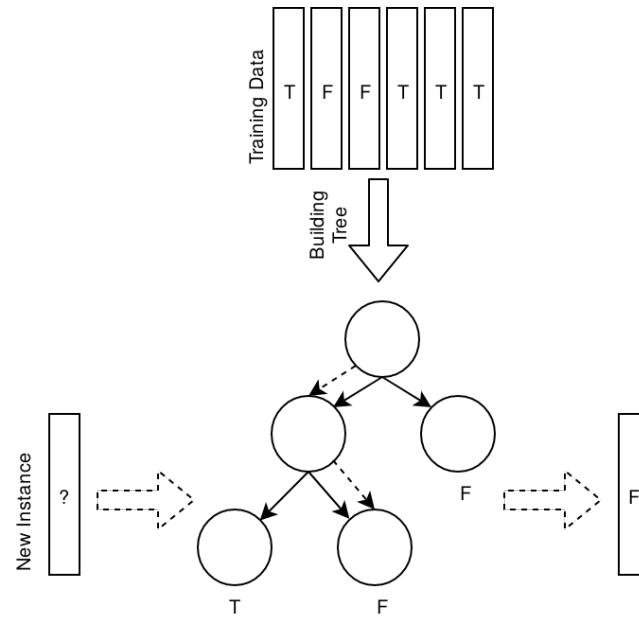 Training Data
T F F T T T
Building
Tree
New Instance
?
F
F
T
F